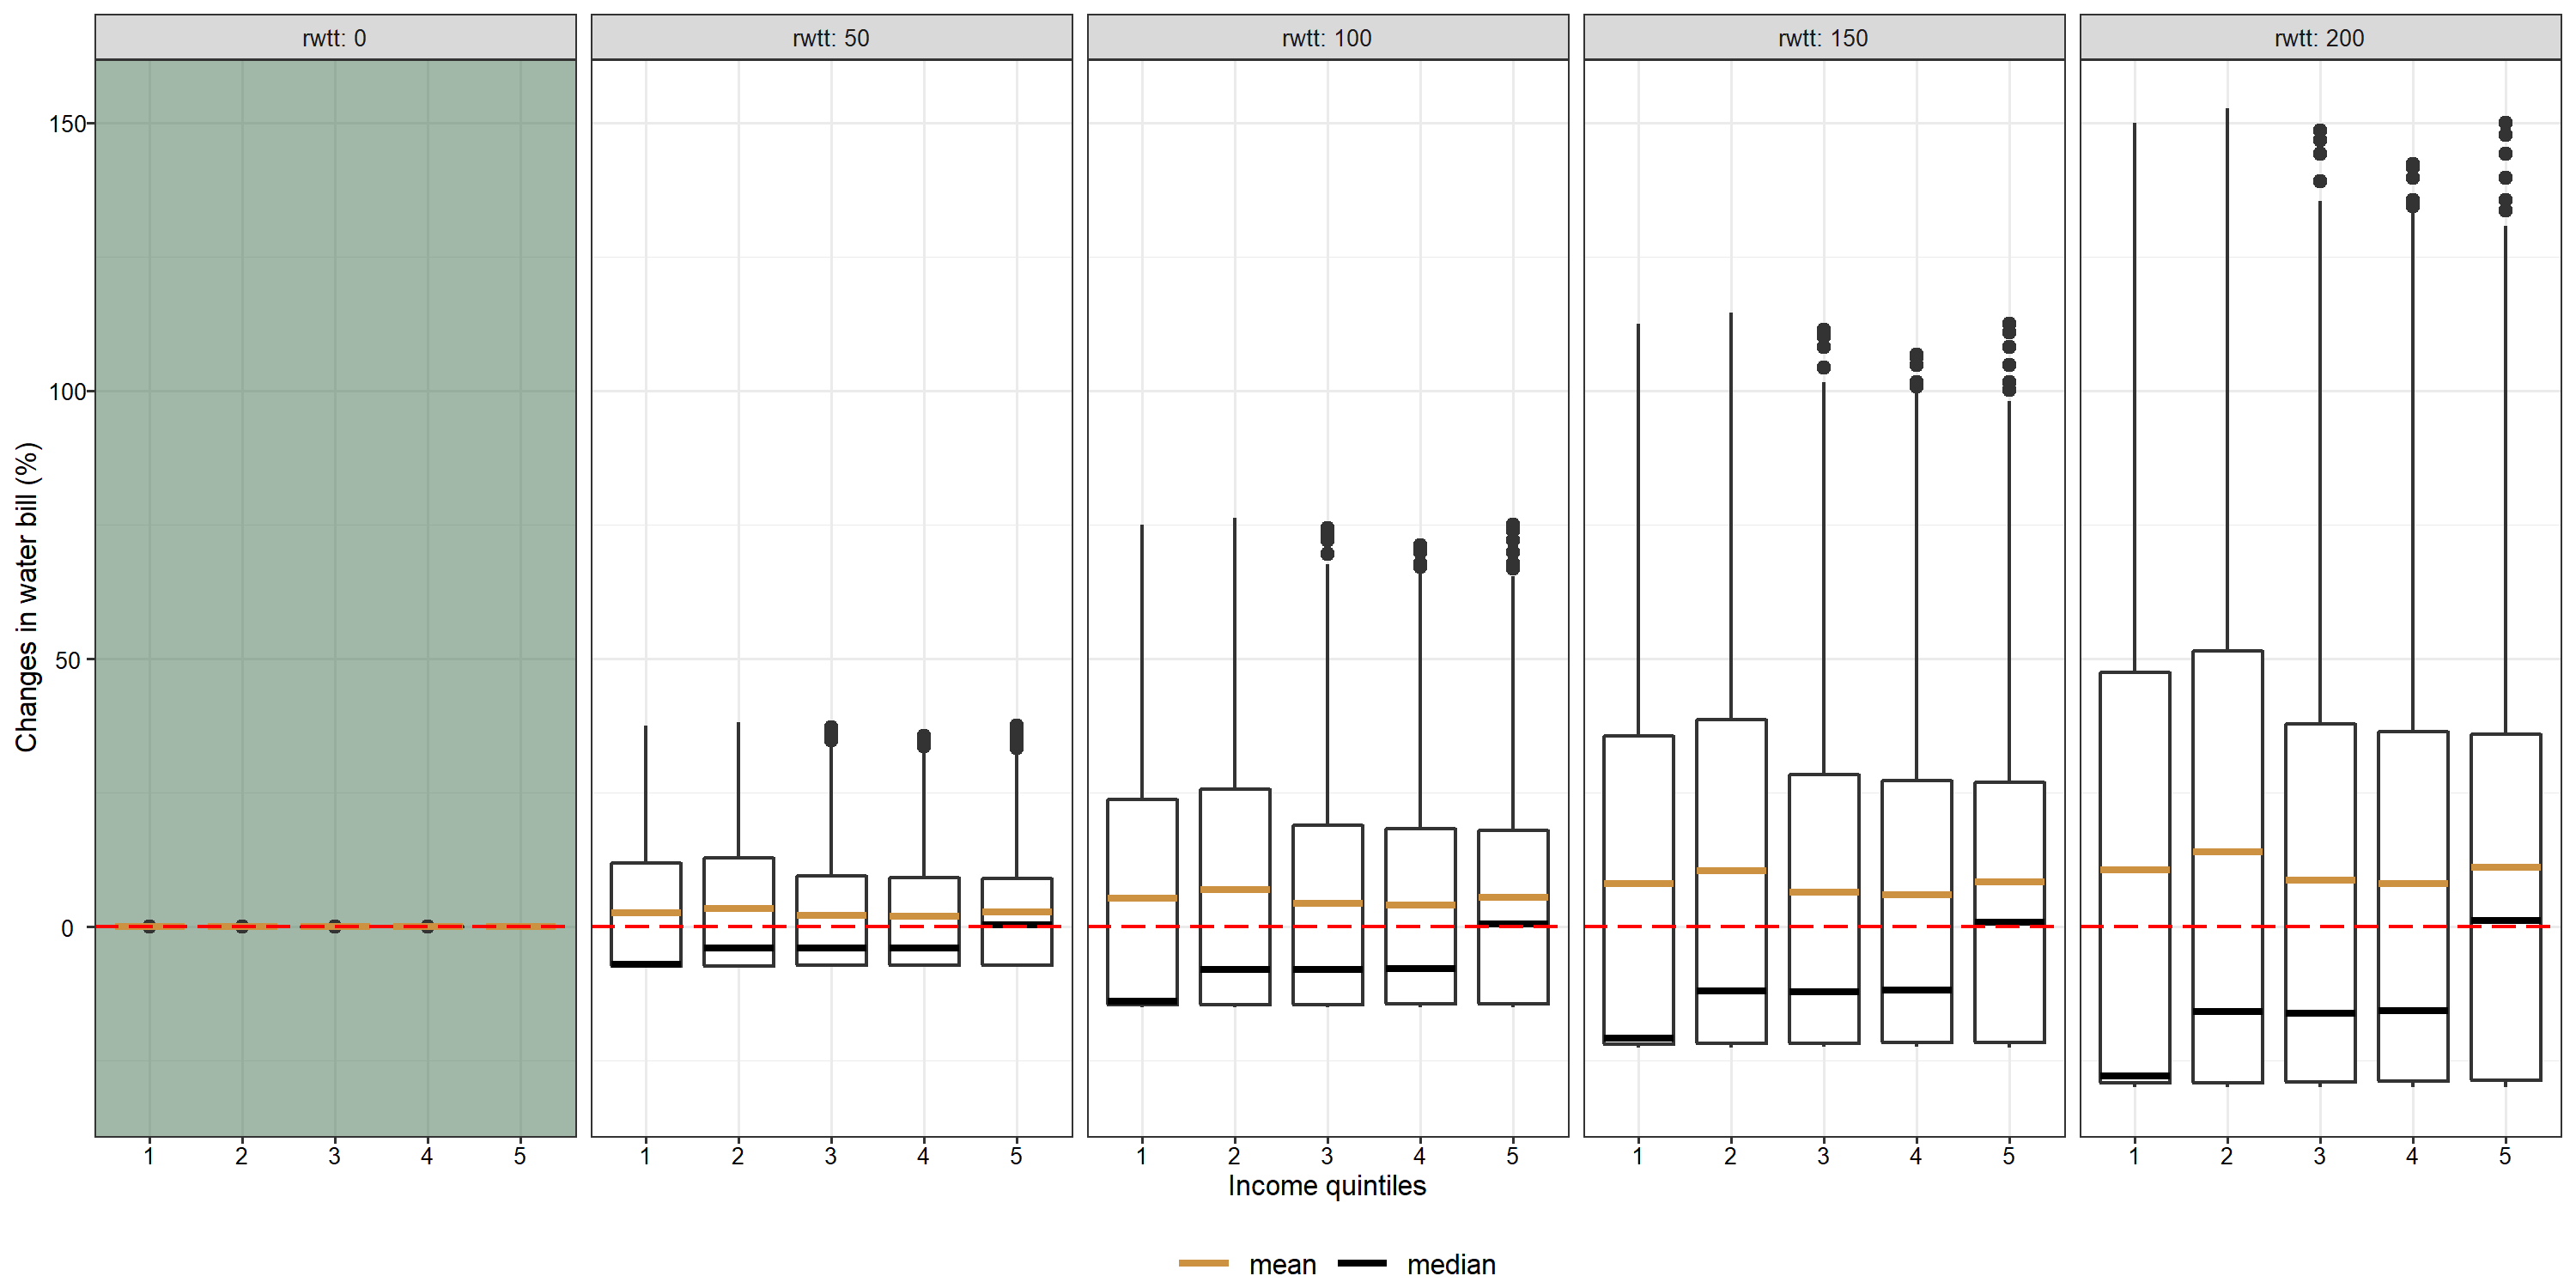 rwtt: 0 rwtt: 50 rwtt: 100 rwtt: 150 rwtt: 200
Changes in water bill (%)
150
100
50
0
1 2 3 4 5 1 2 3 4 5 1 2 3 4 5 1 2 3 4 5 1 2 3 4 5
Income quintiles
mean median